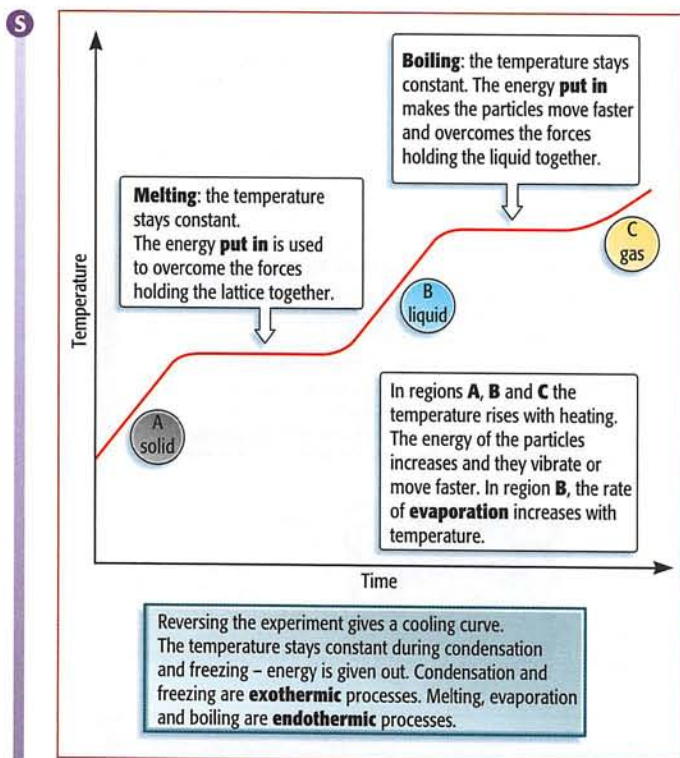 S
Boiling: the temperature stays
constant. The energy put in
makes the particles move faster
and overcomes the forces
holding the liquid together.
Melting: the temperature
stays constant.
The energy put in is used
to overcome the forces
holding the lattice together.
C
gas
B
liquid
Temperature
A
solid
In regions A, B and C the
temperature rises with heating.
The energy of the particles
increases and they vibrate or
move faster. In region B, the rate
of evaporation increases with
temperature.
Time
Reversing the experiment gives a cooling curve.
The temperature stays constant during condensation
and freezing – energy is given out. Condensation and
freezing are exothermic processes. Melting, evaporation
and boiling are endothermic processes.